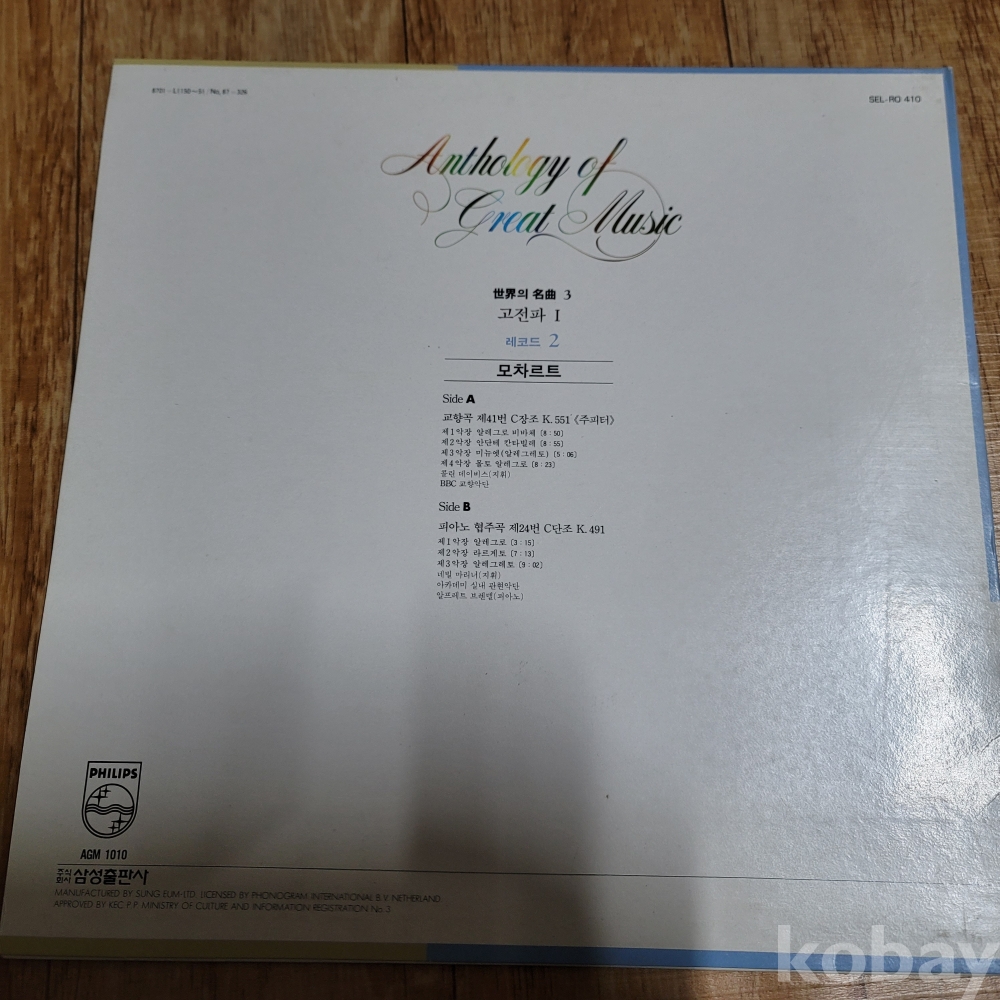 8701-L1150~51/No, 87-326
SEL-RO 410
Anthology of
Great Music
世界의 名曲 3
고전파 I
레코드 2
모차르트
Side A
교향곡 제41번 C장조 K. 551 《주피터》
제1악장 알레그로 비바체 [8:50]
제2악장 안단테 칸타빌레 [8:55]
제3악장 미뉴엣(알레그레토) [5:06]
제4악장 몰토 알레그로 [8:23]
콜린 데이비스(지휘)
BBC 교향악단
Side B
피아노 협주곡 제24번 C단조 K. 491
제1악장 알레그로 [3:15]
제2악장 라르게토 [7:13]
제3악장 알레그레토 [9:02]
네빌 마리너(지휘)
아카데미 실내 관현악단
알프레트 브렌델(피아노)
PHILIPS
AGM 1010
주식회사 삼성출판사
MANUFACTURED BY SUNG EUM-LTD. LICENSED BY PHONOGRAM INTERNATIONAL B.V. NETHERLAND
APPROVED BY KEC P.P. MINISTRY OF CULTURE AND INFORMATION REGISTRATION No.3
kobay